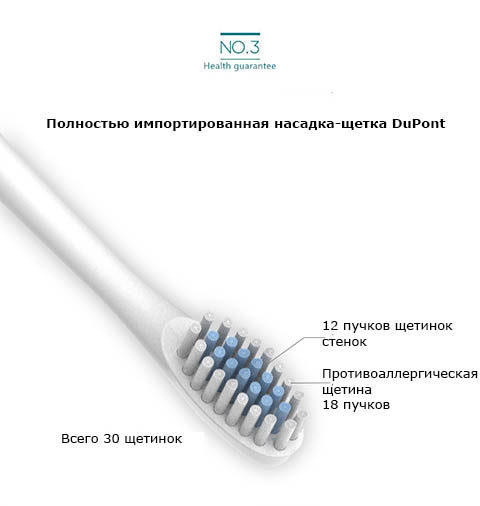 NO.3
Health guarantee
Полностью импортированная насадка-щетка DuPont
12 пучков щетинок
стенок
Противоаллергическая
щетина
18 пучков
Всего 30 щетинок